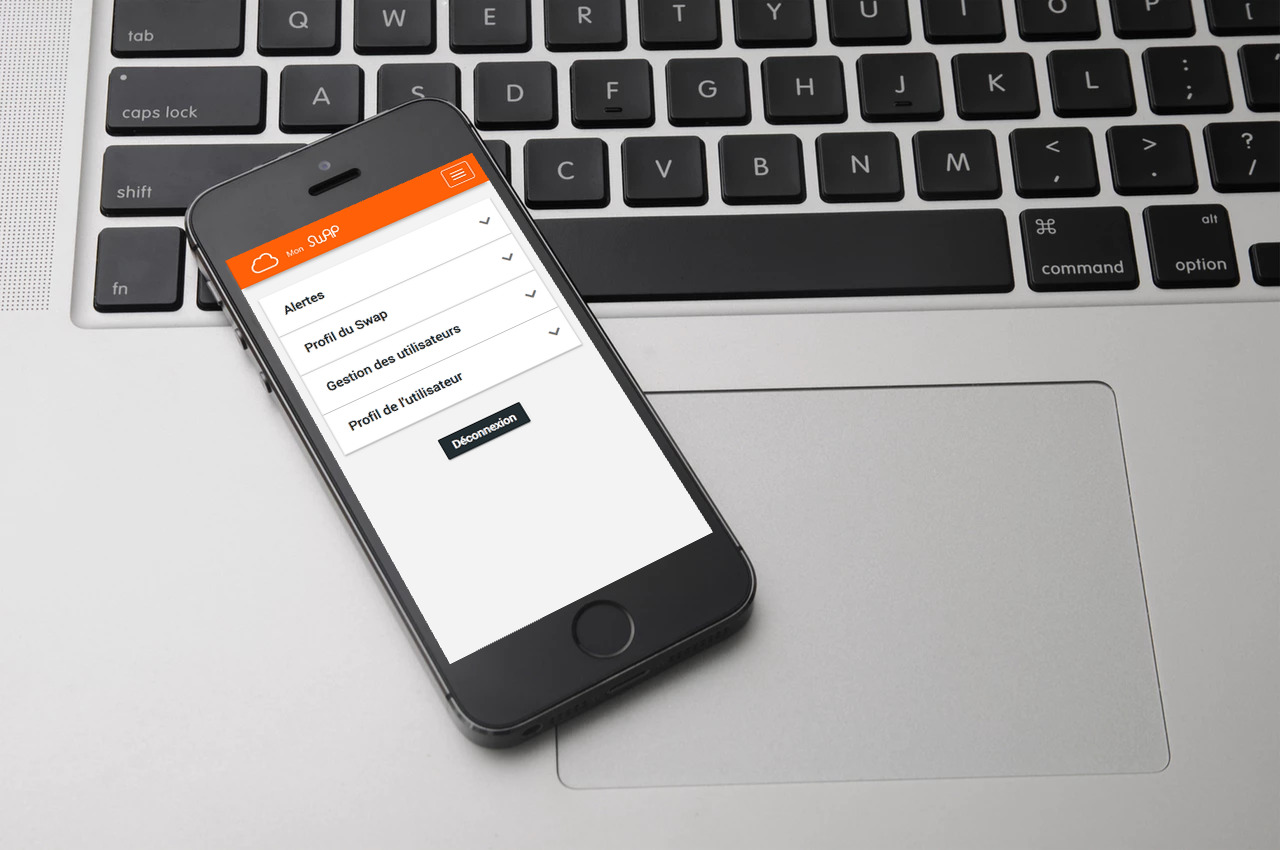 tab Q W E R T Y U I O P [
caps lock A S D F G H J K L : ;
shift C V B N M < , > . ? /
fn ⌘ command alt option
Mon SWAP
Alertes
Profil du Swap
Gestion des utilisateurs
Profil de l'utilisateur
Déconnexion